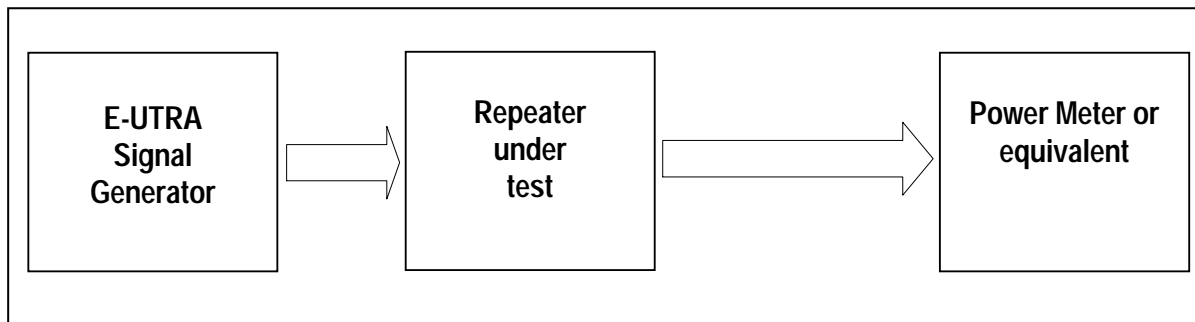 E-UTRA
Signal
Generator
Repeater
under
test
Power Meter or
equivalent